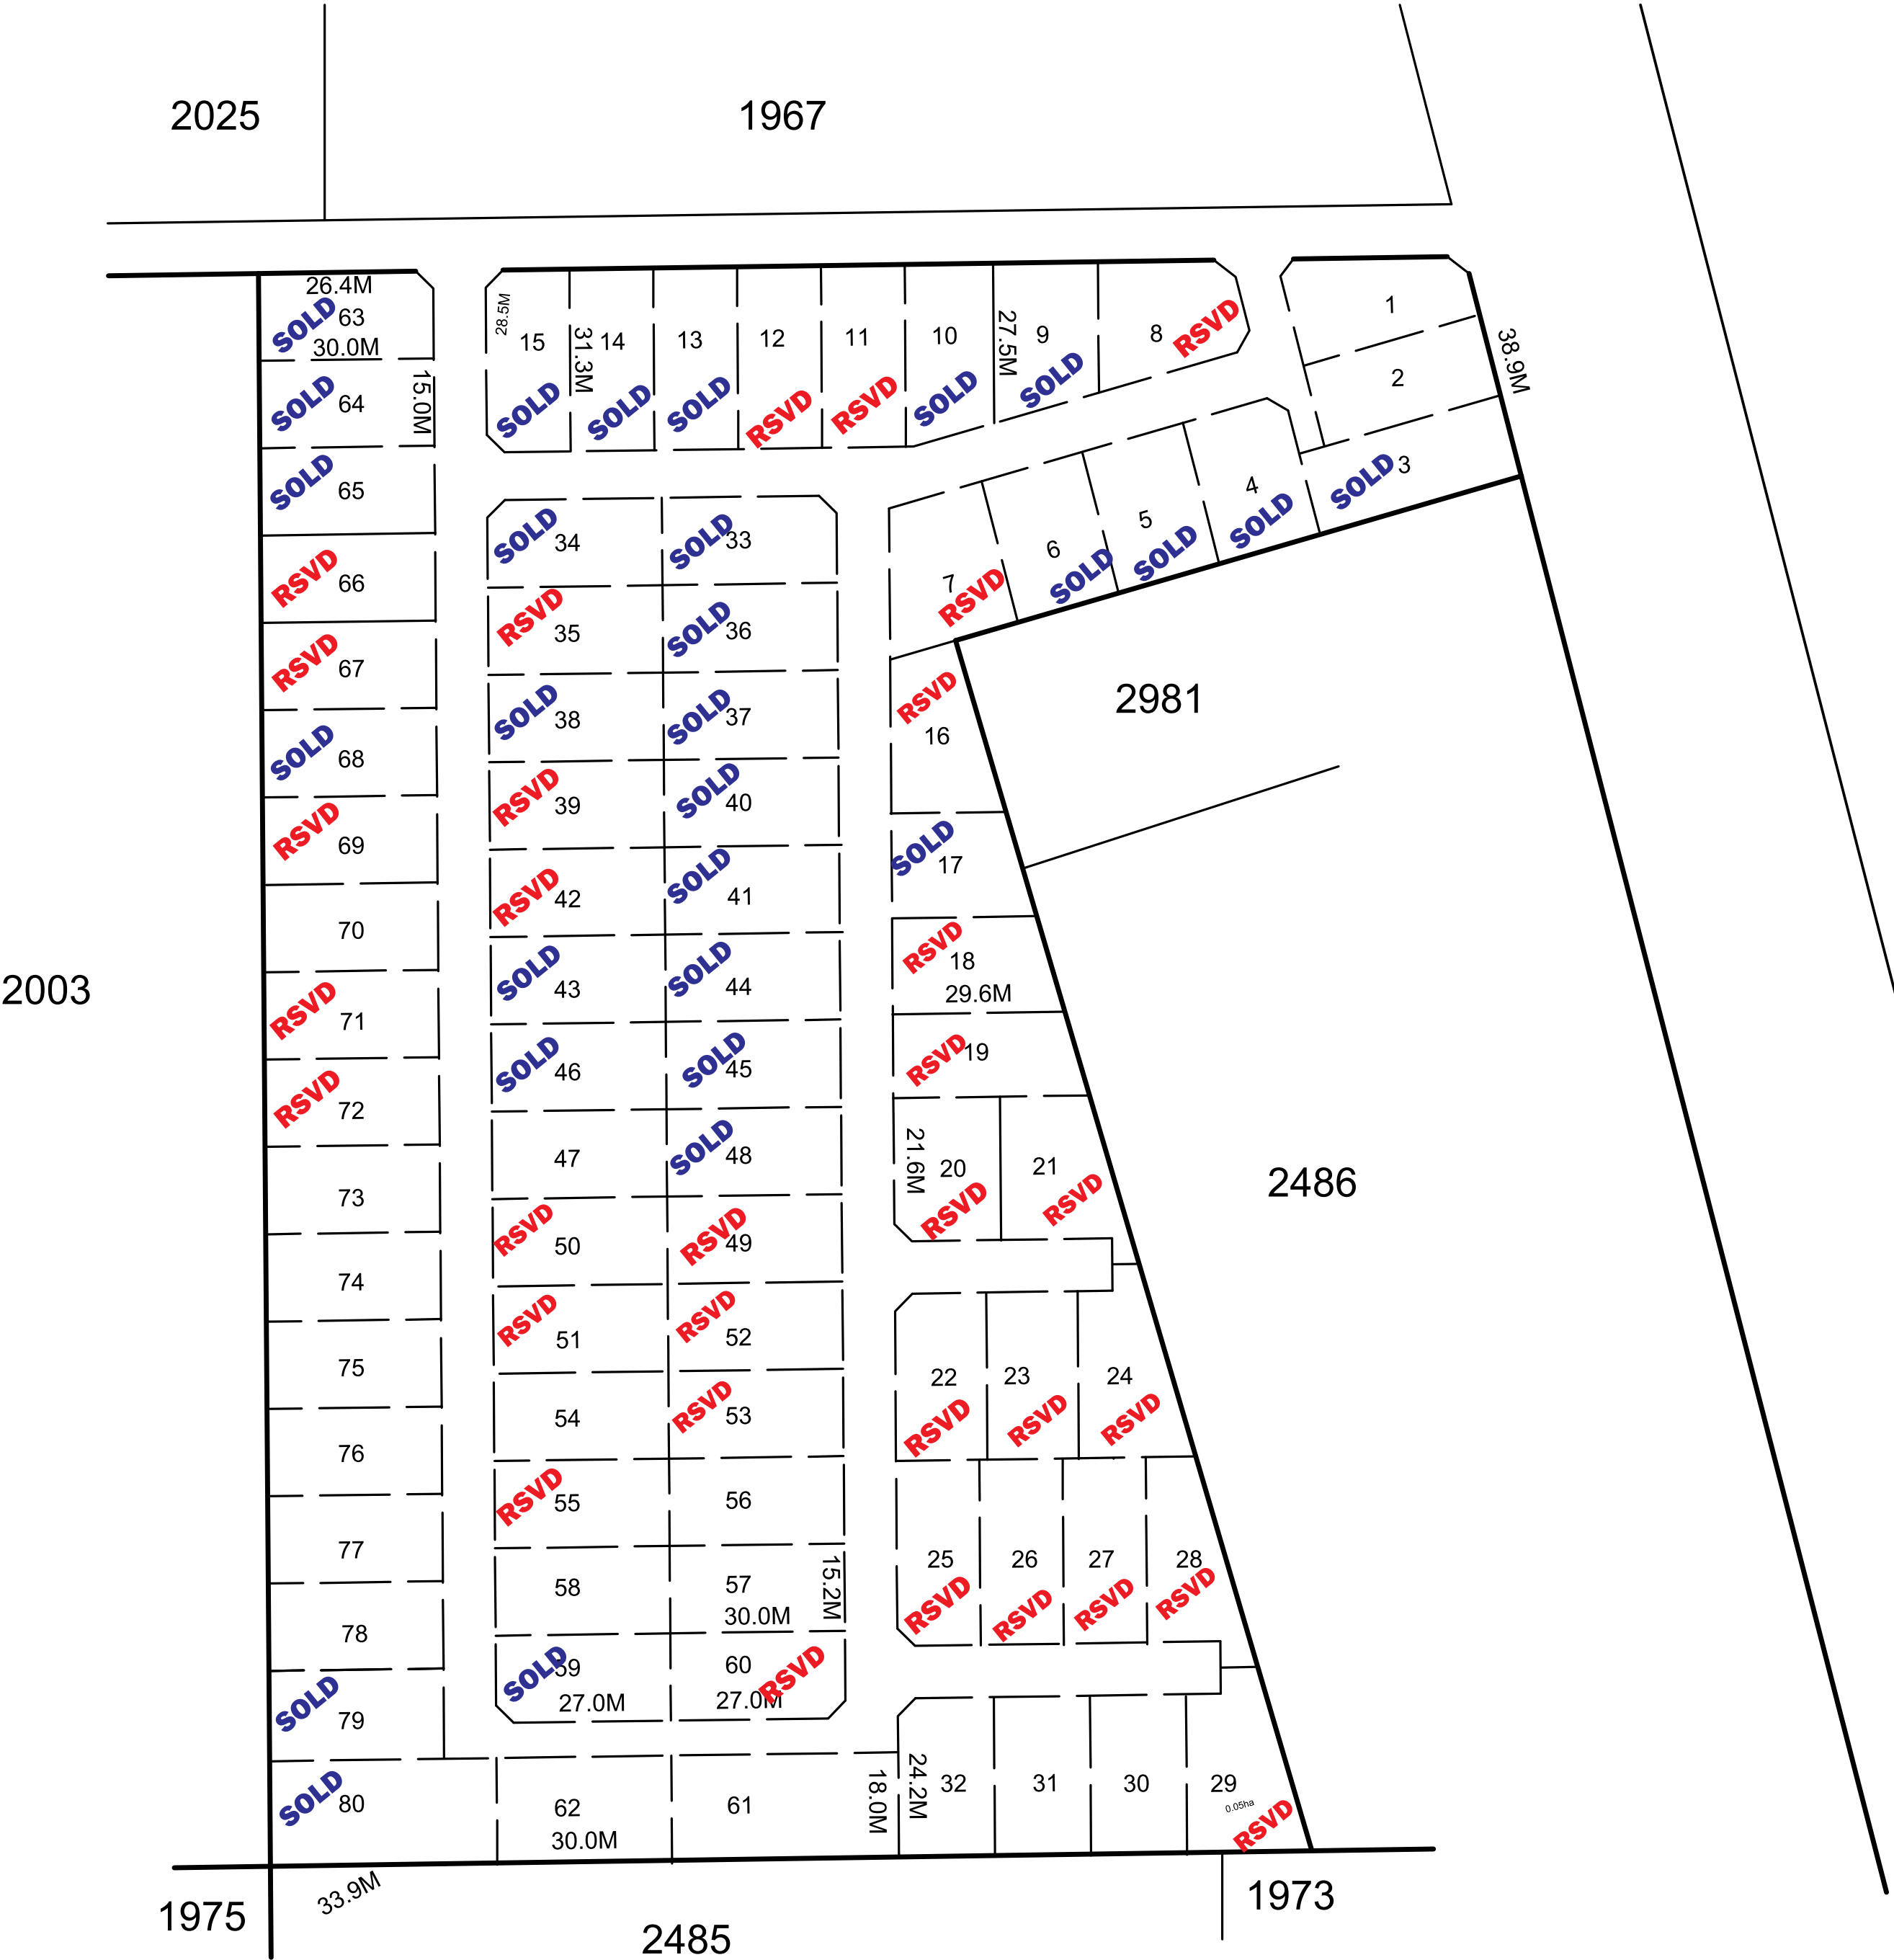 2025
1967
26.4M
SOLD 63
30.0M
SOLD 64
15.0M
SOLD 65
RSVD 66
RSVD 67
SOLD 68
RSVD 69
70
RSVD 71
RSVD 72
73
74
75
76
77
78
SOLD 79
SOLD 80
28.5M
15 SOLD
31.3M
14 SOLD
13 SOLD
12 RSVD
11 RSVD
10 SOLD
27.5M
9 SOLD
8 RSVD
1
2
38.9M
SOLD 3
4 SOLD
5 SOLD
6 SOLD
7 RSVD
SOLD 34
SOLD 33
RSVD 35
SOLD 36
SOLD 38
SOLD 37
RSVD 39
SOLD 40
RSVD 42
SOLD 41
SOLD 43
SOLD 44
SOLD 46
SOLD 45
47
SOLD 48
RSVD 50
RSVD 49
RSVD 51
RSVD 52
54
RSVD 53
RSVD 55
56
58
57
30.0M
15.2M
SOLD 59
27.0M
60 RSVD
27.0M
62
30.0M
61
18.0M
RSVD
16
SOLD 17
RSVD 18
29.6M
RSVD 19
21.6M
20 RSVD
21 RSVD
22 RSVD
23 RSVD
24 RSVD
25 RSVD
26 RSVD
27 RSVD
28 RSVD
24.2M
32
31
30
29
0.05ha
RSVD
2981
2486
2003
1975
33.9M
2485
1973